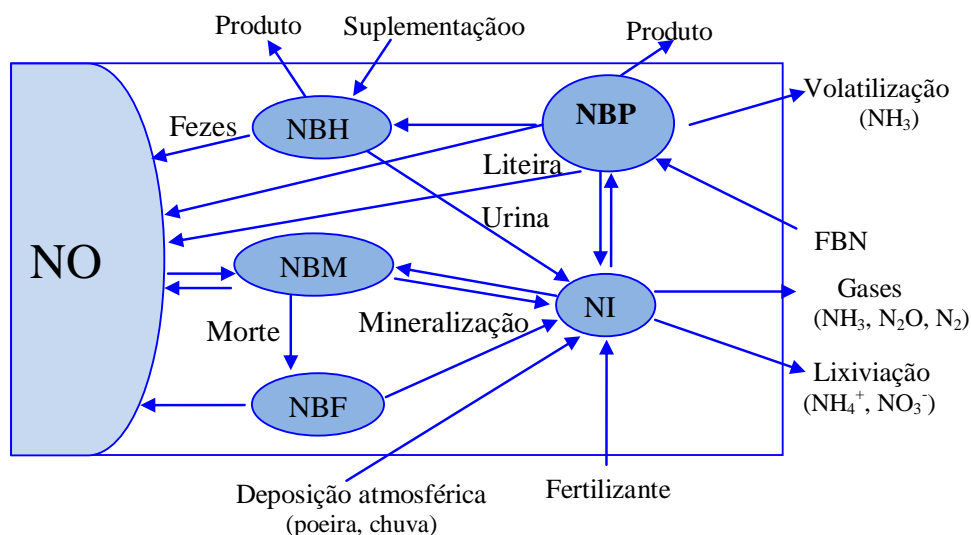 Produto
Suplementaçãoo
Produto
Volatilização
(NH₃)
NBH
NBP
Fezes
Liteira
Urina
FBN
NO
NBM
NI
Gases
(NH₃, N₂O, N₂)
Morte
Mineralização
Lixiviação
(NH₄⁺, NO₃⁻)
NBF
Deposição atmosférica
(poeira, chuva)
Fertilizante